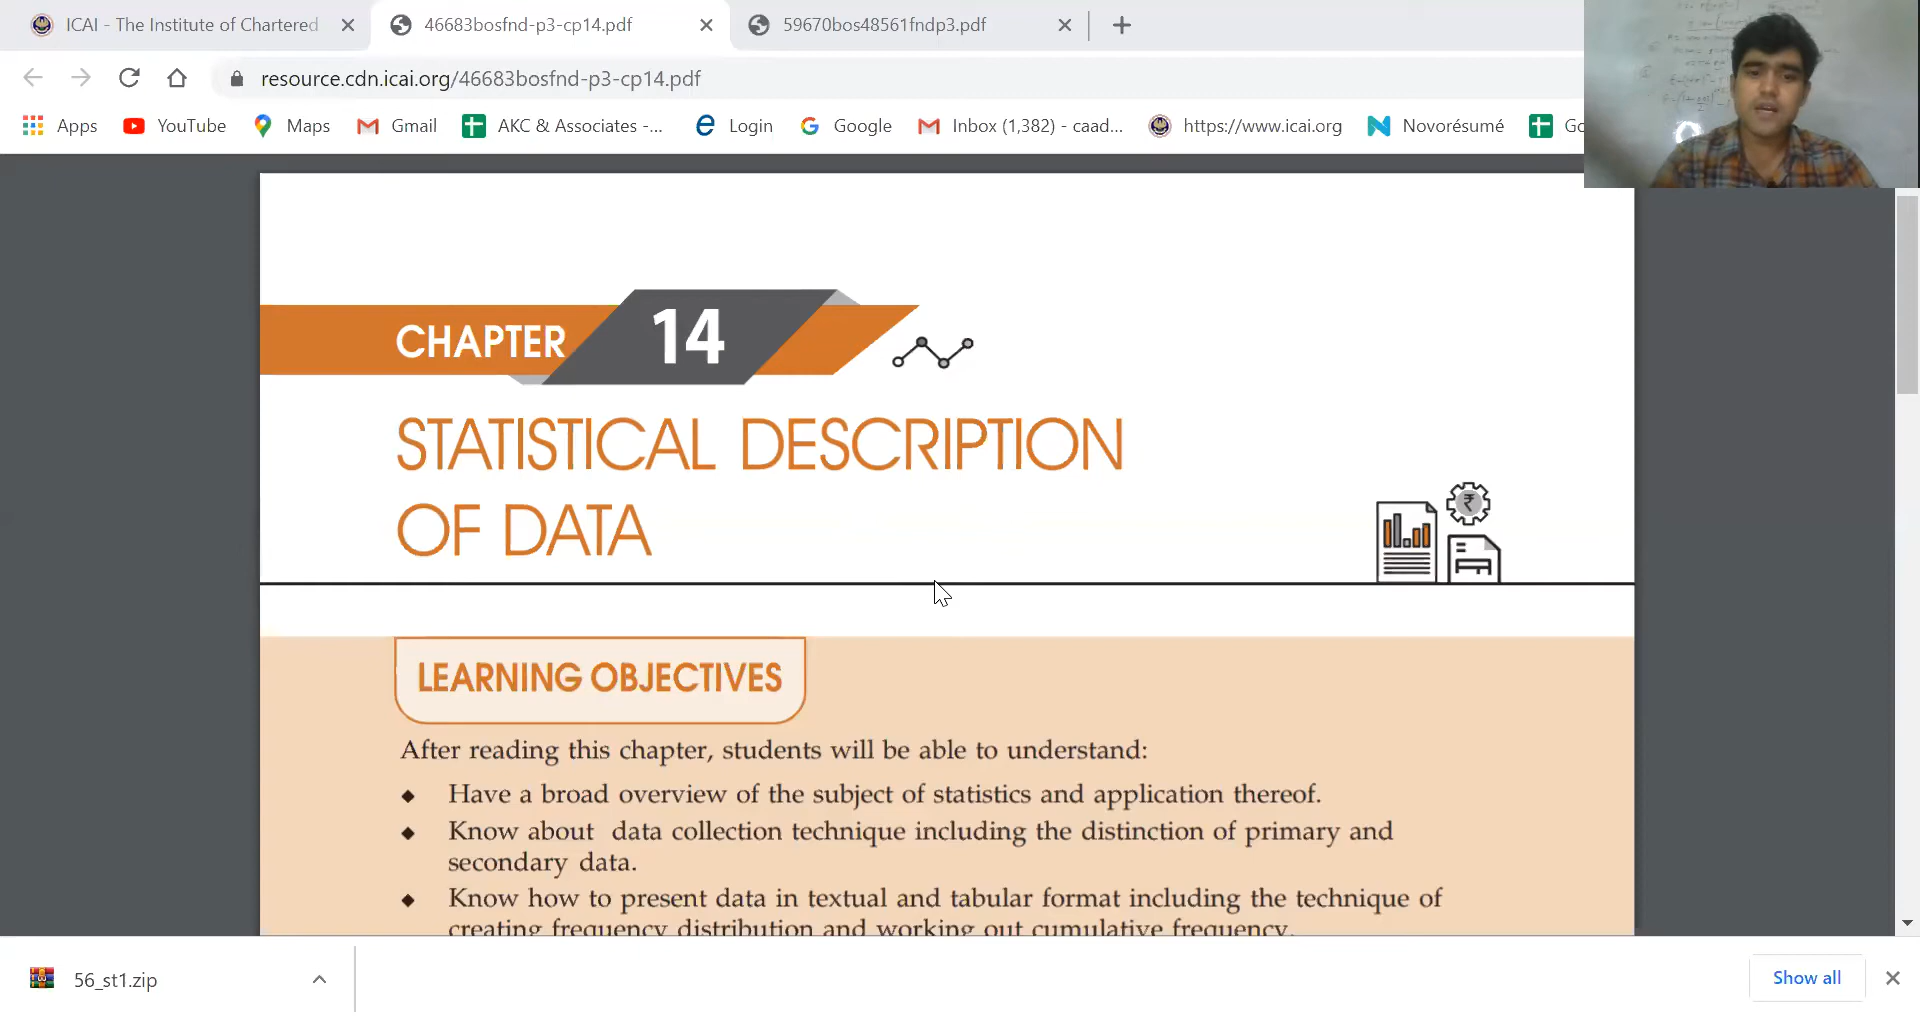 ICAI - The Institute of Chartered
46683bosfnd-p3-cp14.pdf
59670bos48561fndp3.pdf
resource.cdn.icai.org/46683bosfnd-p3-cp14.pdf
Apps YouTube Maps Gmail AKC & Associates -... Login Google Inbox (1,382) - caad... https://www.icai.org Novorésumé
CHAPTER 14
STATISTICAL DESCRIPTION
OF DATA
LEARNING OBJECTIVES
After reading this chapter, students will be able to understand:
◆ Have a broad overview of the subject of statistics and application thereof.
◆ Know about data collection technique including the distinction of primary and
secondary data.
◆ Know how to present data in textual and tabular format including the technique of
creating frequency distribution and working out cumulative frequency.
56_st1.zip
Show all